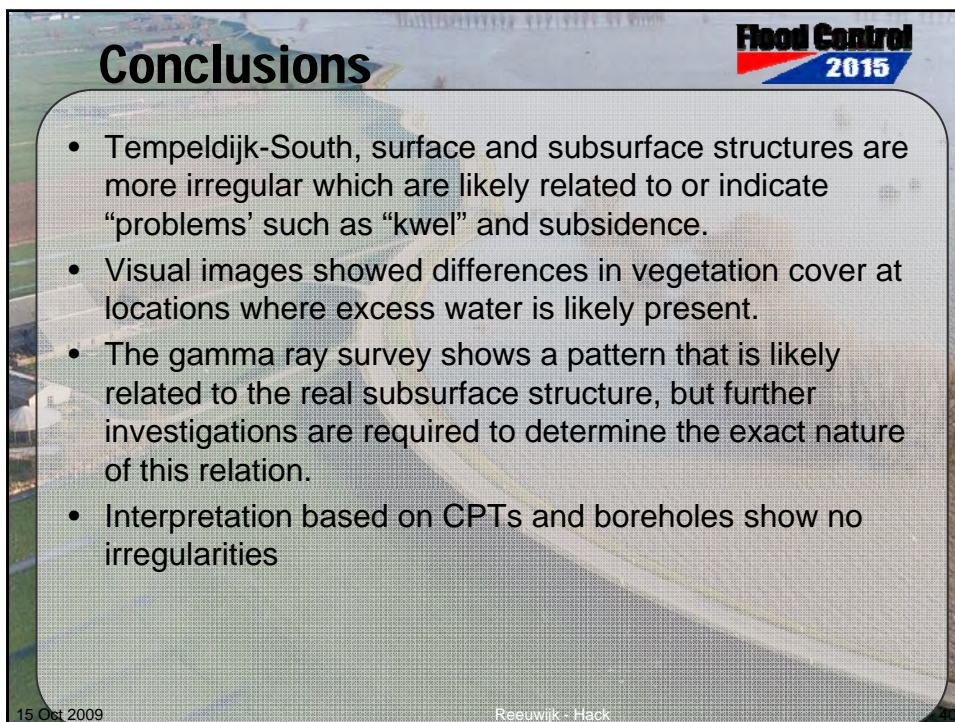 Conclusions
Flood Control
2015
• Tempeldijk-South, surface and subsurface structures are
more irregular which are likely related to or indicate
“problems’ such as “kwel” and subsidence.
• Visual images showed differences in vegetation cover at
locations where excess water is likely present.
• The gamma ray survey shows a pattern that is likely
related to the real subsurface structure, but further
investigations are required to determine the exact nature
of this relation.
• Interpretation based on CPTs and boreholes show no
irregularities
15 Oct 2009
Reeuwijk - Hack
40